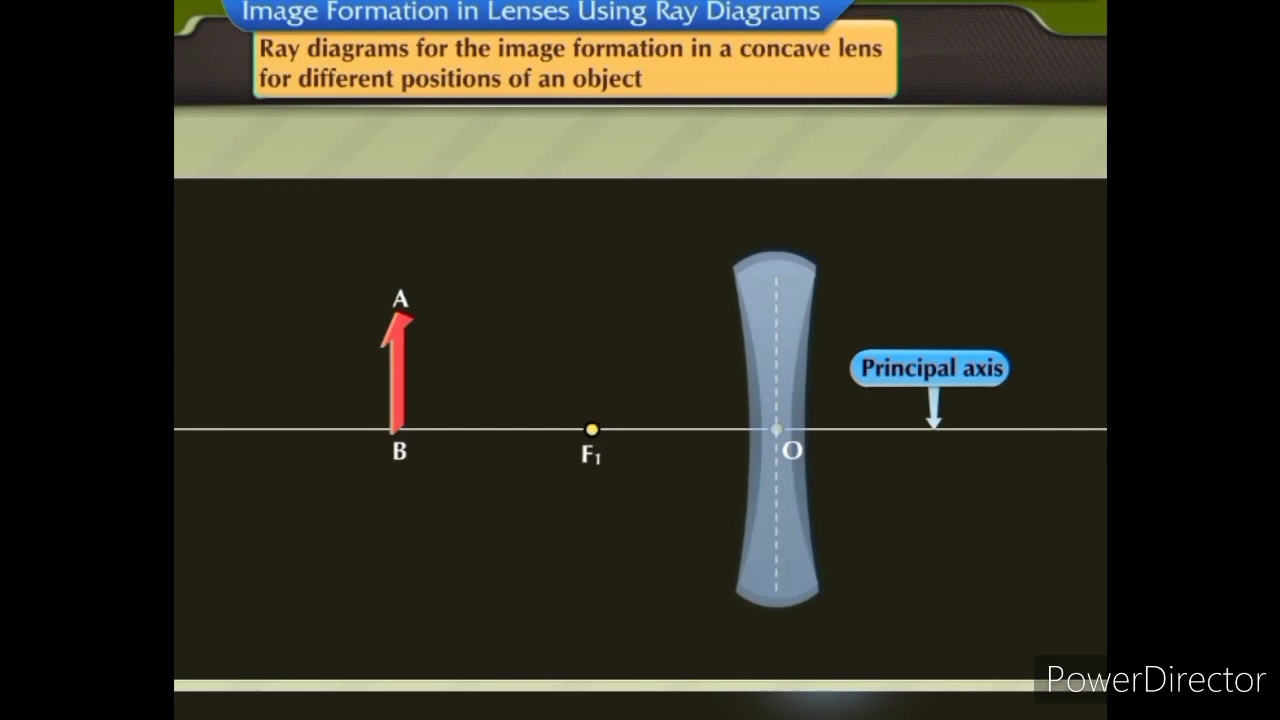 Image Formation in Lenses Using Ray Diagrams
Ray diagrams for the image formation in a concave lens
for different positions of an object
A
Principal axis
B
F₁
O
PowerDirector